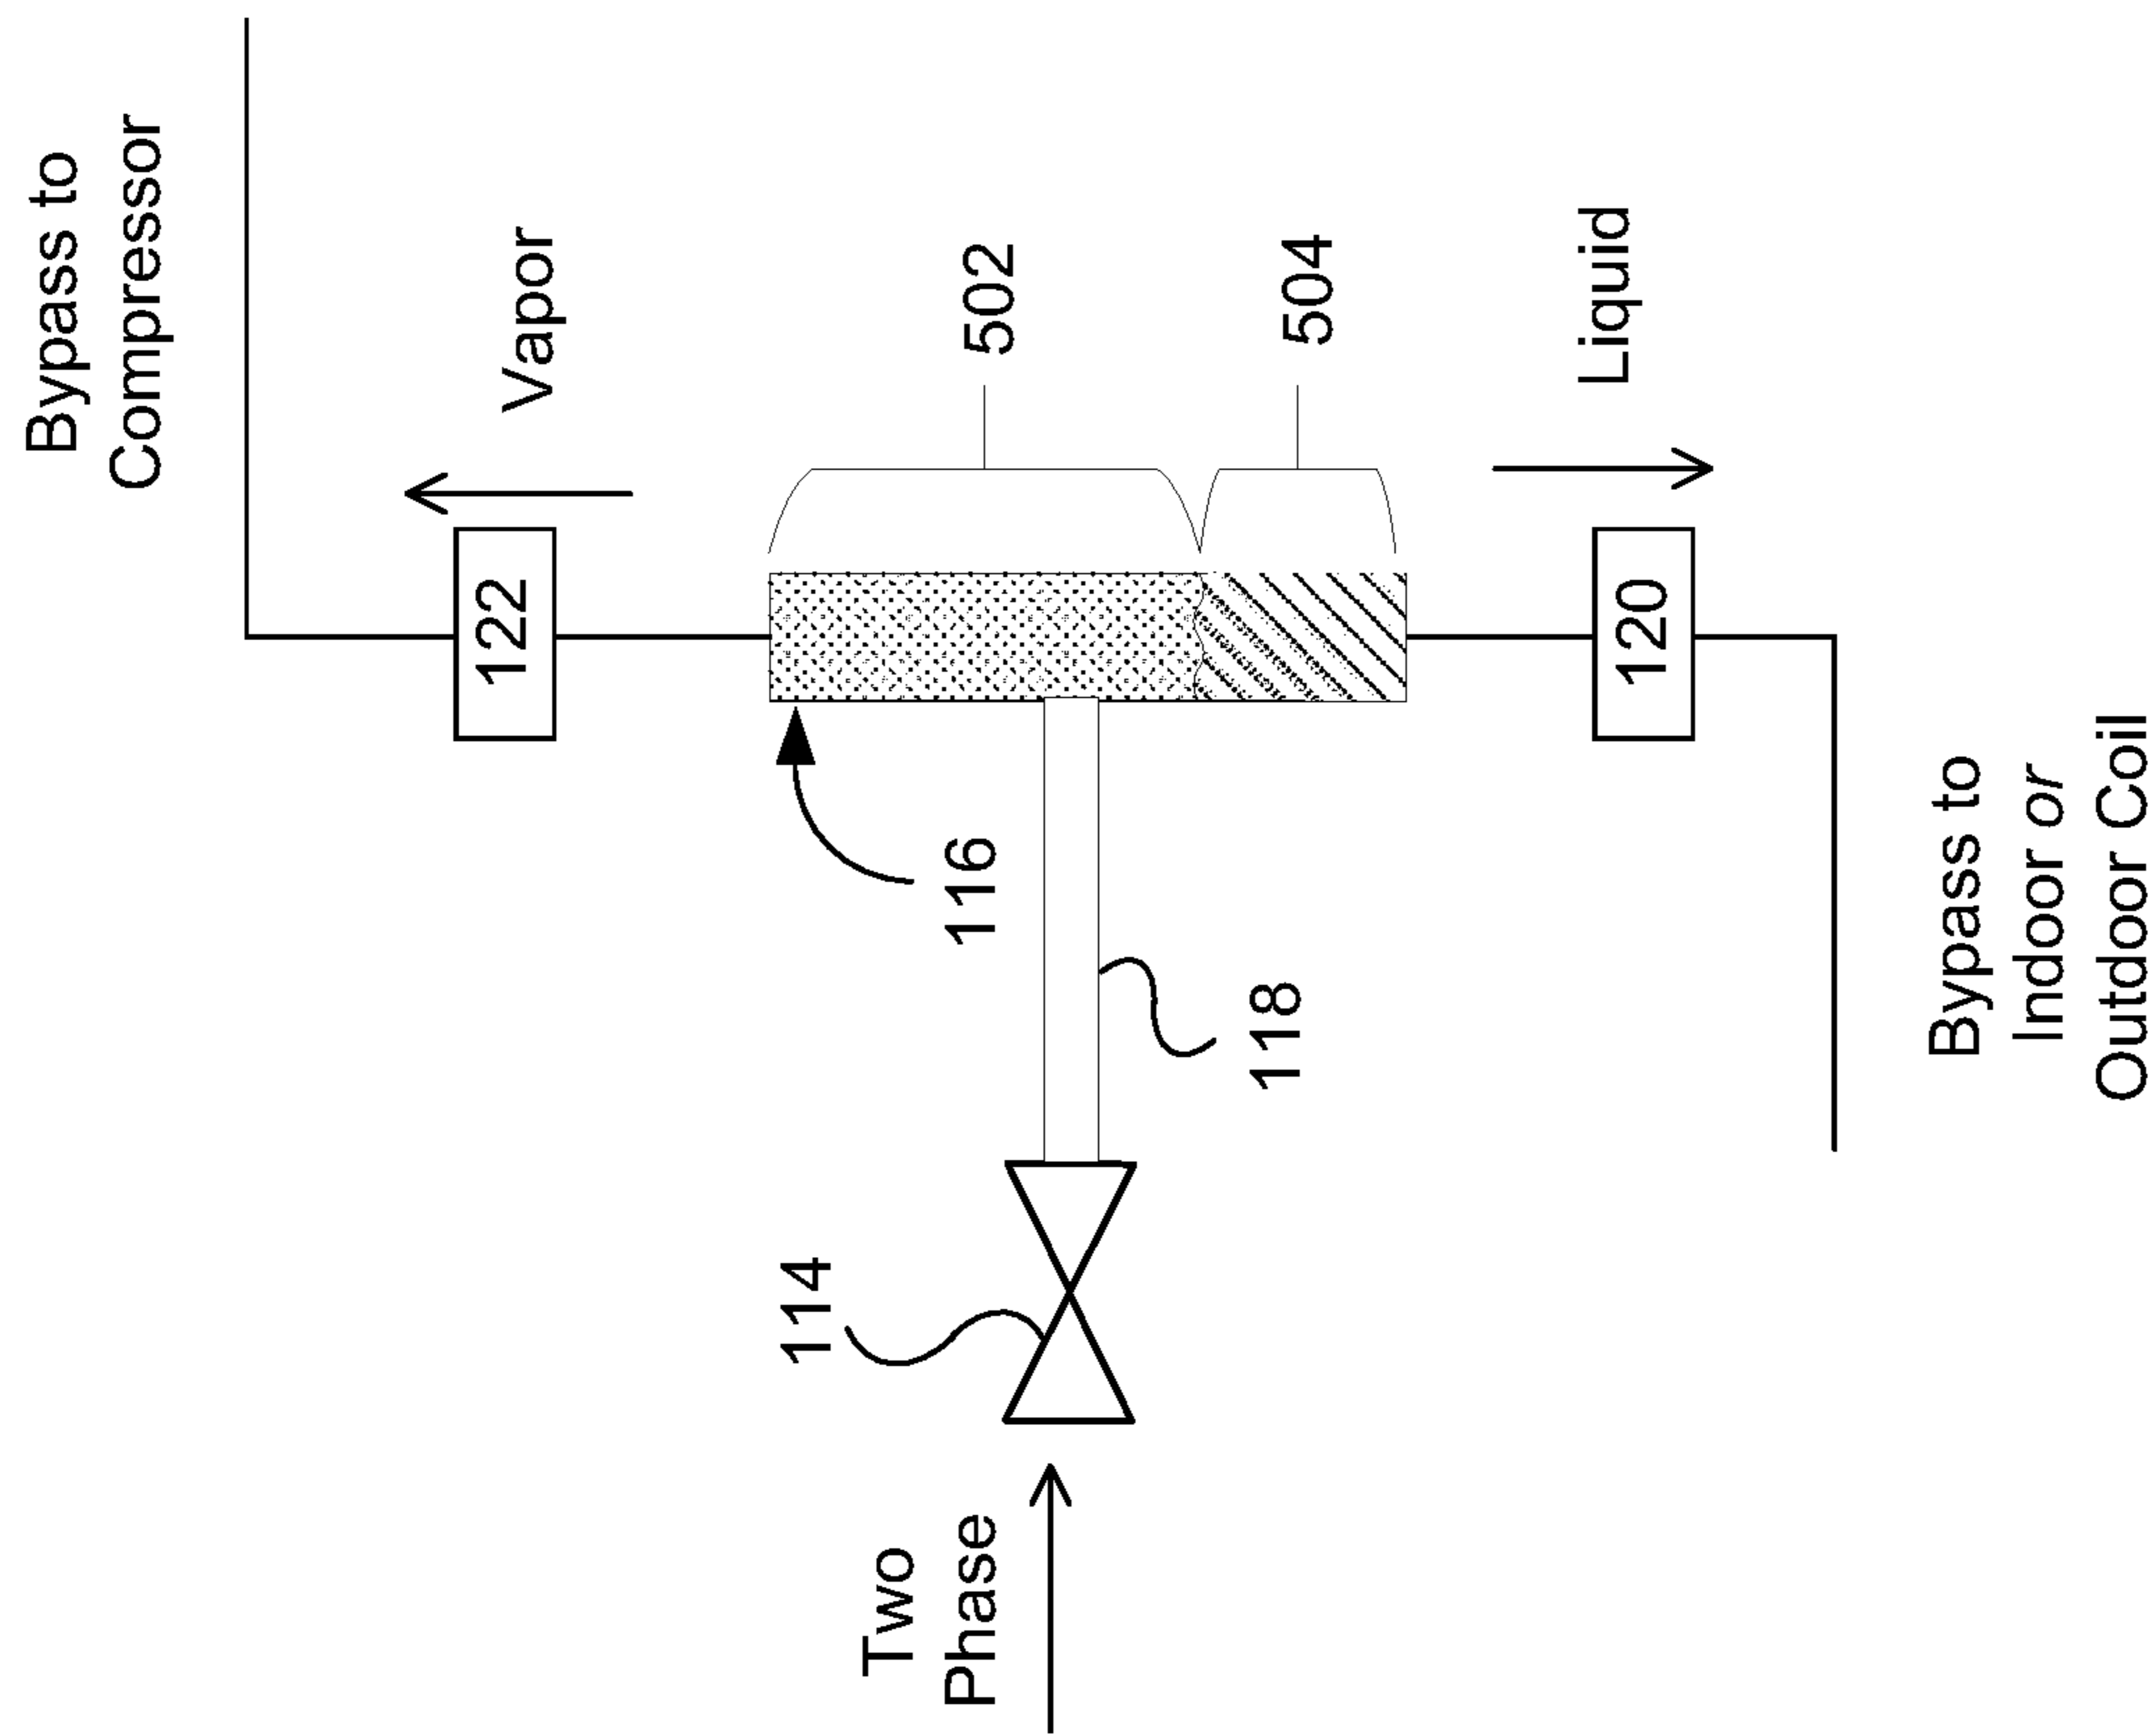 Bypass to
Compressor
Vapor
122
502
504
Liquid
116
118
114
Two
Phase
120
Bypass to
Indoor or
Outdoor Coil